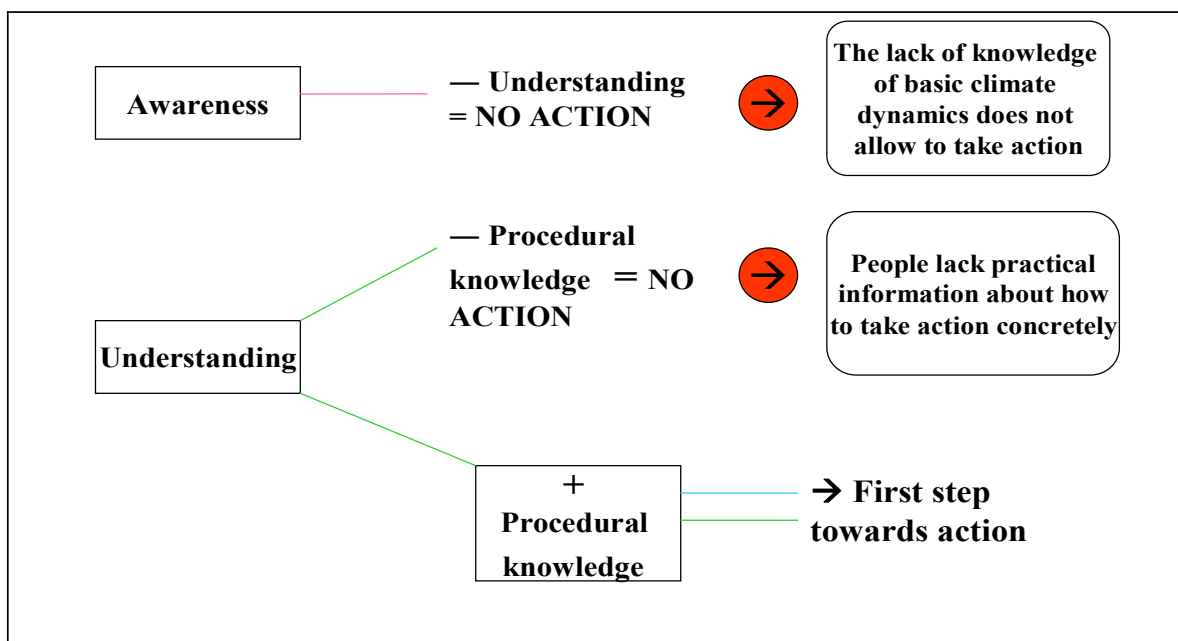 Awareness
— Understanding
= NO ACTION
→
The lack of knowledge
of basic climate
dynamics does not
allow to take action
— Procedural
knowledge = NO
ACTION
→
People lack practical
information about how
to take action concretely
Understanding
+
Procedural
knowledge
→ First step
towards action